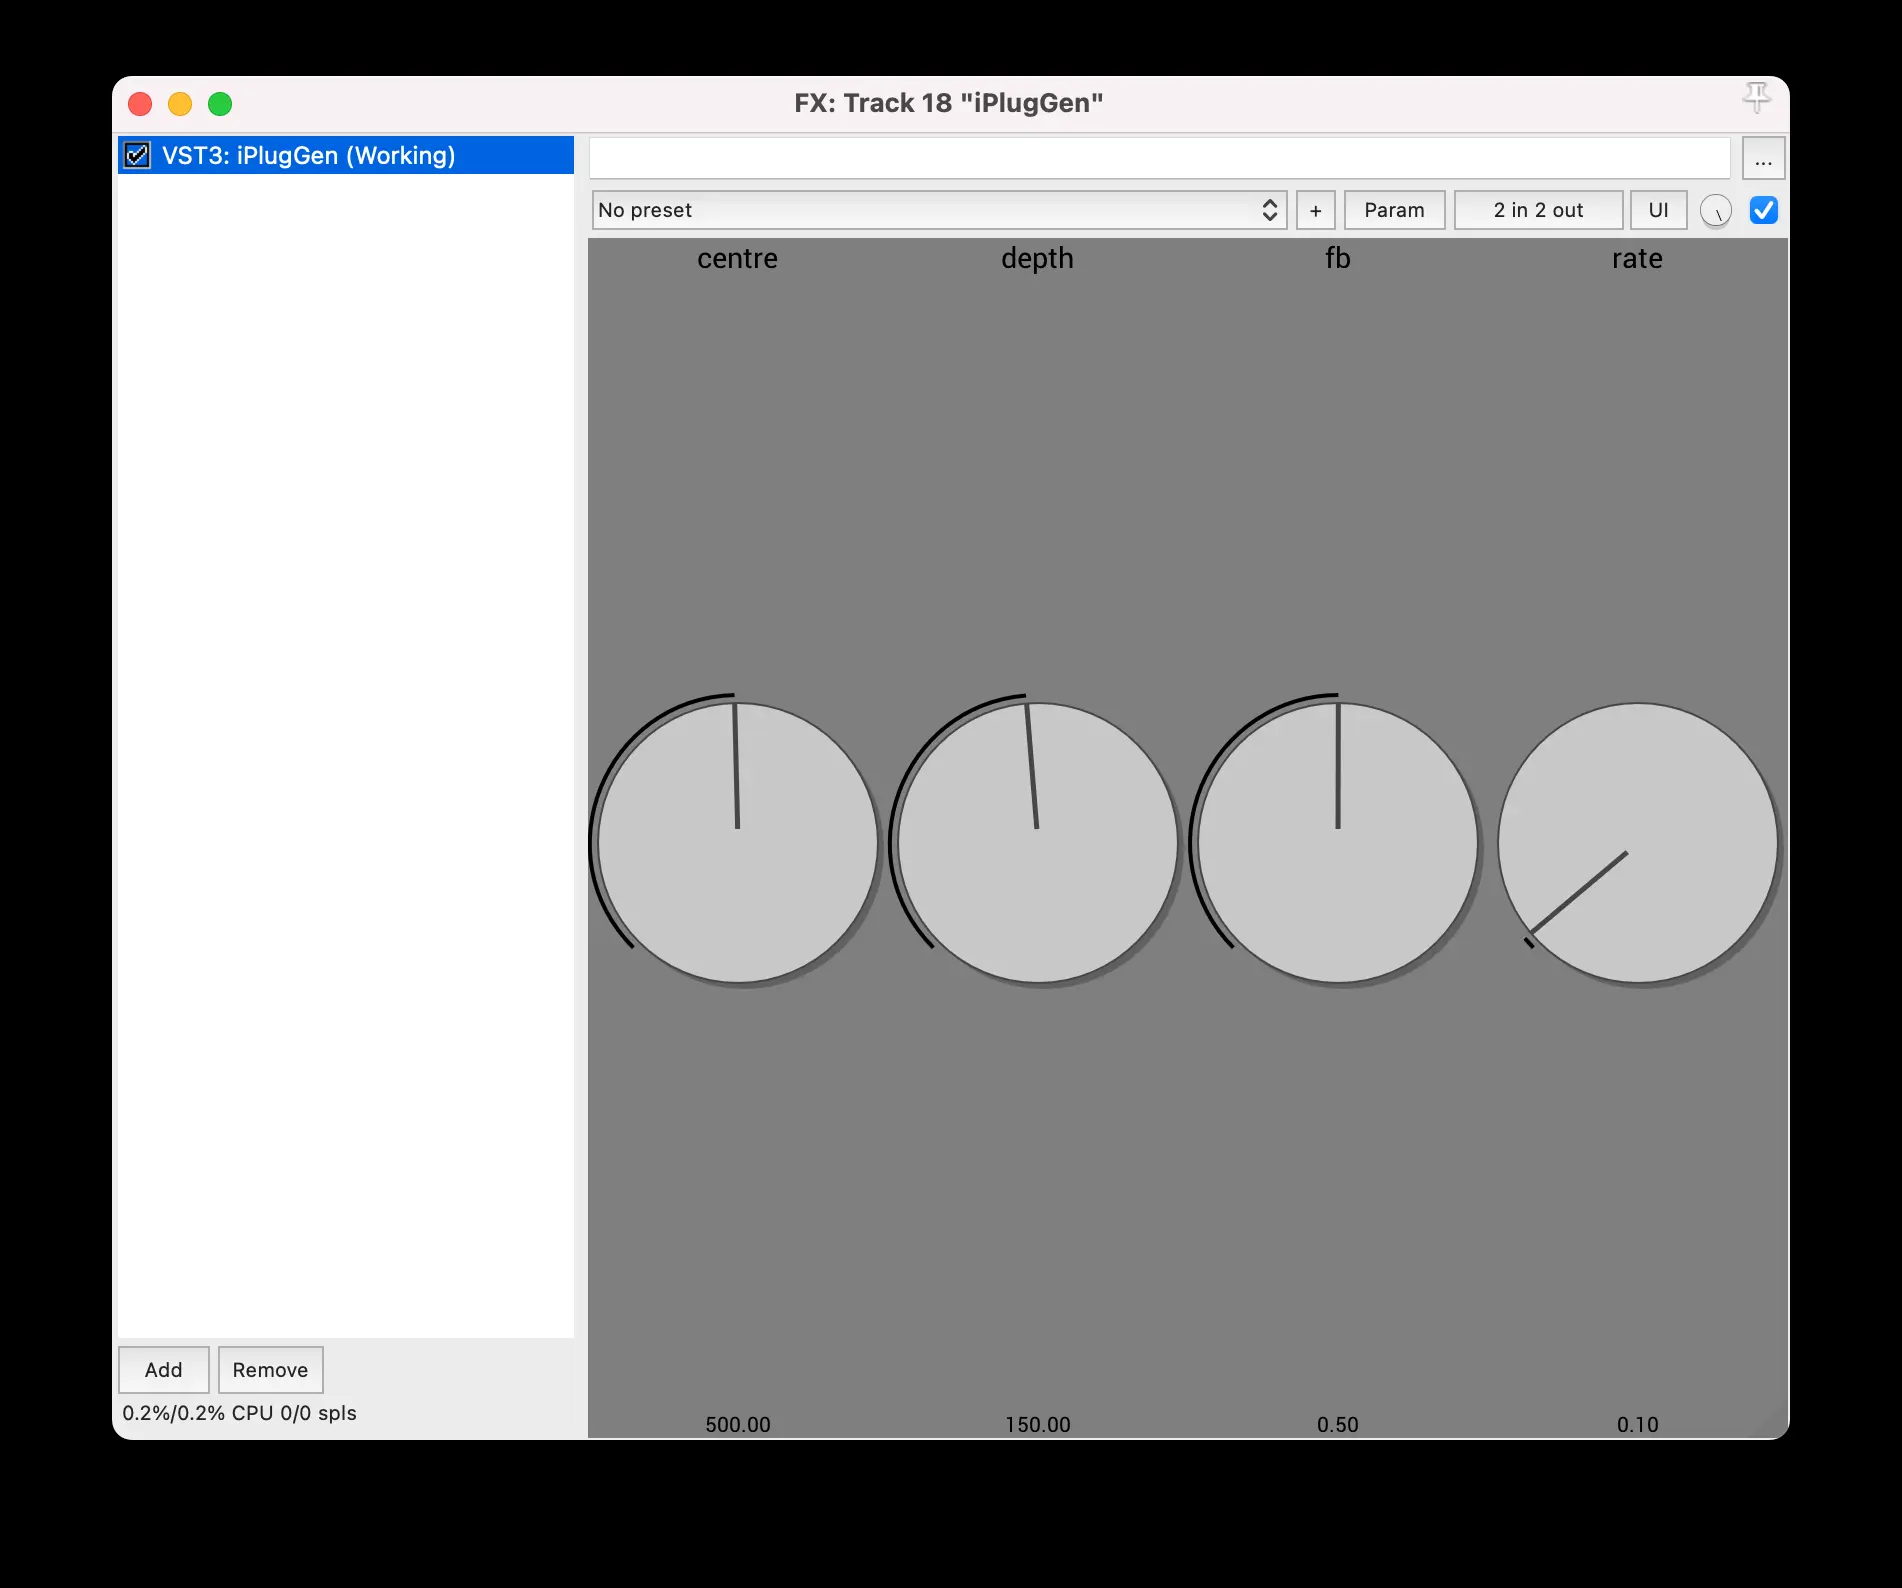 FX: Track 18 "iPlugGen"
VST3: iPlugGen (Working)
...
No preset
+
Param
2 in 2 out
UI
centre
depth
fb
rate
500.00
150.00
0.50
0.10
Add
Remove
0.2%/0.2% CPU 0/0 spls